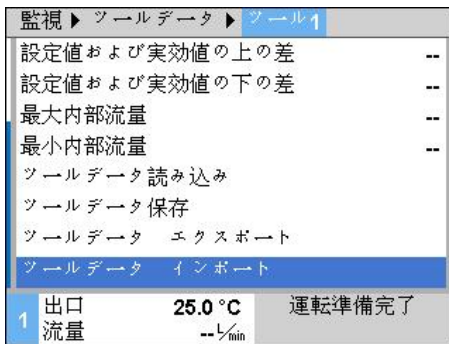 監視 ▶ ツールデータ ▶ ツール1
設定値および実効値の上の差 --
設定値および実効値の下の差 --
最大内部流量 --
最小内部流量 --
ツールデータ読み込み
ツールデータ保存
ツールデータ エクスポート
ツールデータ インポート
1 出口 25.0 °C 運転準備完了
流量 -- L/min